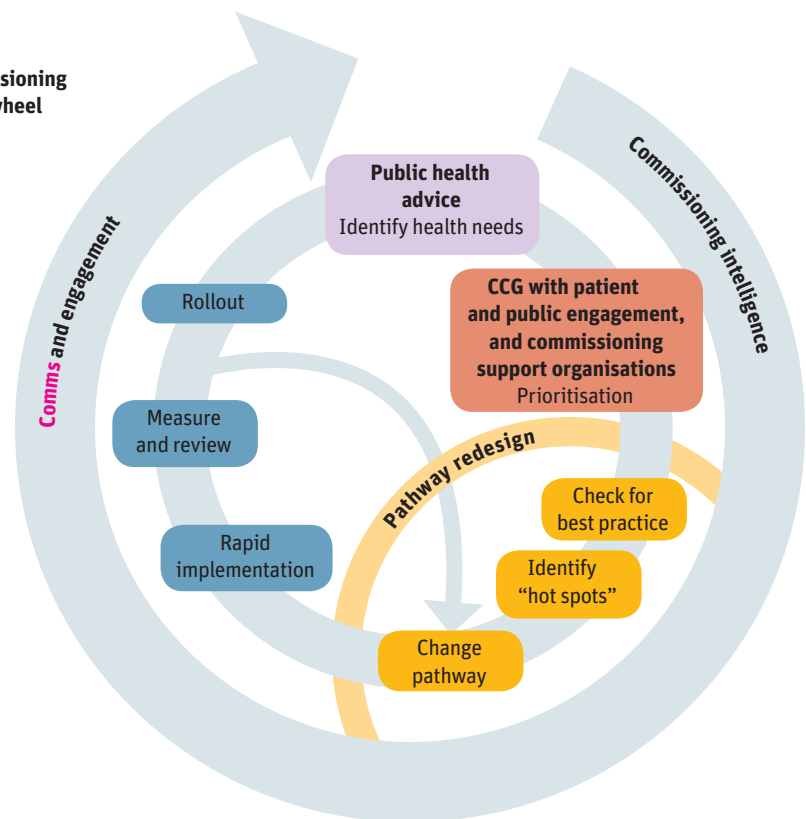 sioning
wheel
Public health
advice
Identify health needs
Commissioning intelligence
CCG with patient
and public engagement,
and commissioning
support organisations
Prioritisation
Pathway redesign
Check for
best practice
Identify
“hot spots”
Change
pathway
Rapid
implementation
Measure
and review
Rollout
Comms and engagement